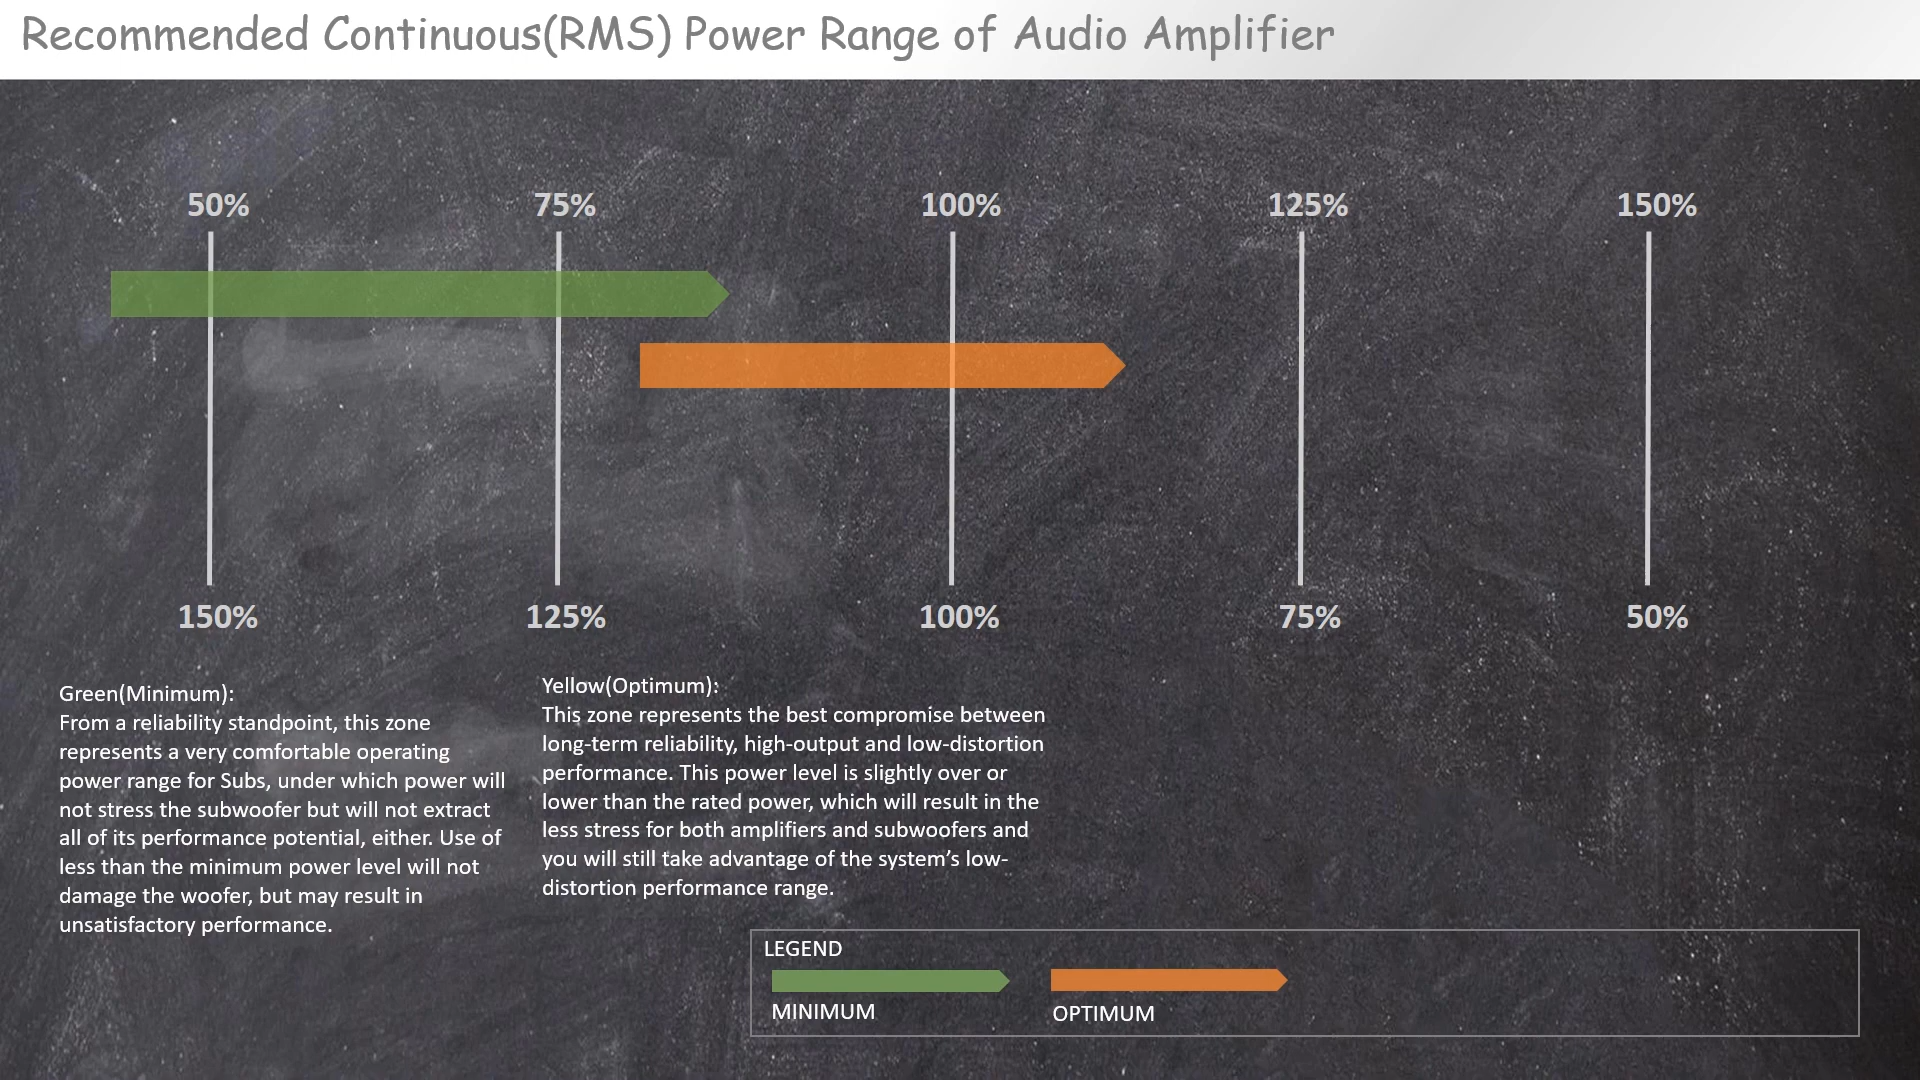 Recommended Continuous(RMS) Power Range of Audio Amplifier
50% 75% 100% 125% 150%
150% 125% 100% 75% 50%
Green(Minimum):
From a reliability standpoint, this zone
represents a very comfortable operating
power range for Subs, under which power will
not stress the subwoofer but will not extract
all of its performance potential, either. Use of
less than the minimum power level will not
damage the woofer, but may result in
unsatisfactory performance.
Yellow(Optimum):
This zone represents the best compromise between
long-term reliability, high-output and low-distortion
performance. This power level is slightly over or
lower than the rated power, which will result in the
less stress for both amplifiers and subwoofers and
you will still take advantage of the system’s low-
distortion performance range.
LEGEND
MINIMUM OPTIMUM